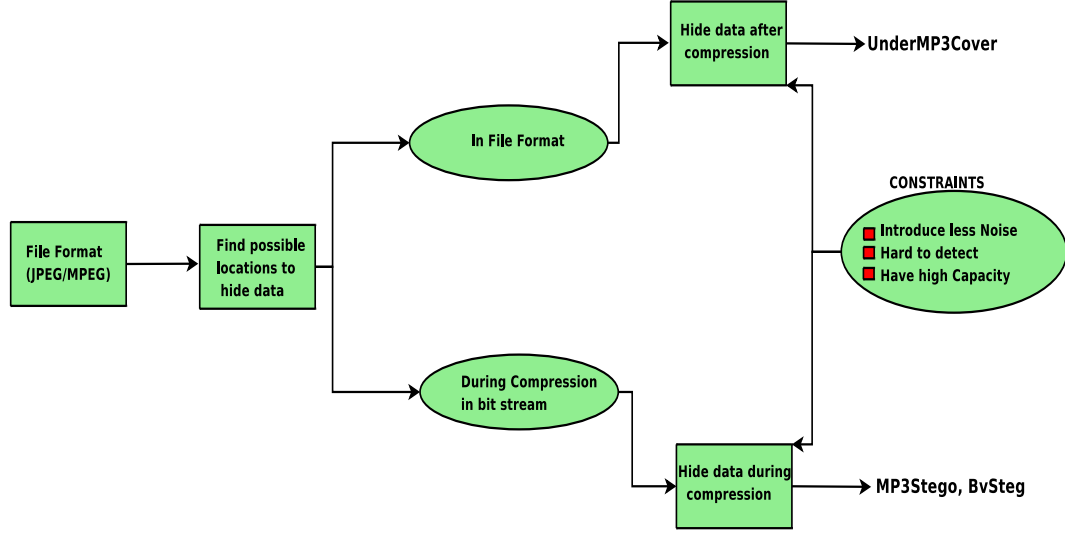 File Format
(JPEG/MPEG)
Find possible
locations to
hide data
In File Format
Hide data after
compression
UnderMP3Cover
During Compression
in bit stream
Hide data during
compression
MP3Stego, BvSteg
CONSTRAINTS
Introduce less Noise
Hard to detect
Have high Capacity